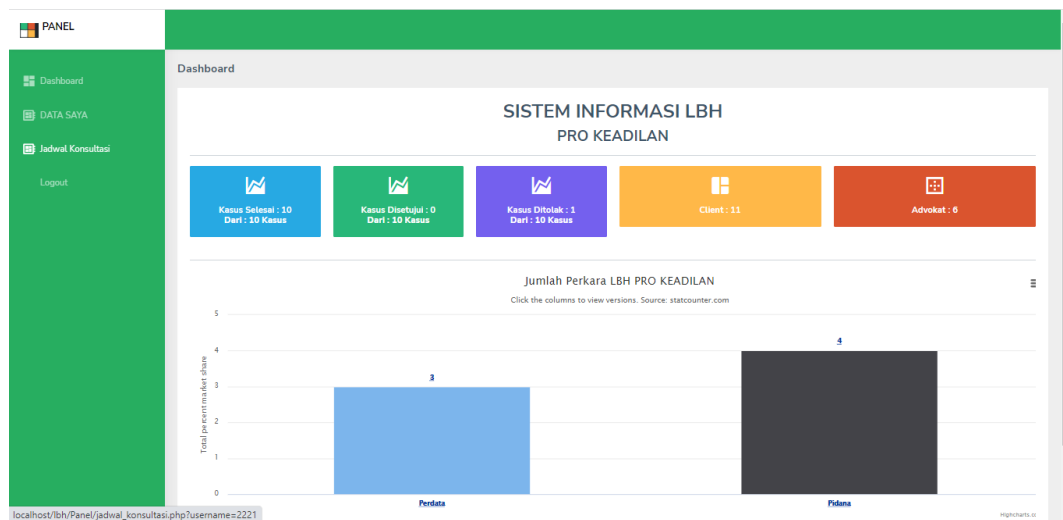 PANEL
Dashboard
DATA SAYA
Jadwal Konsultasi
Logout
Dashboard
SISTEM INFORMASI LBH
PRO KEADILAN
Kasus Selesai : 10
Dari : 10 Kasus
Kasus Disetujui : 0
Dari : 10 Kasus
Kasus Ditolak : 1
Dari : 10 Kasus
Client : 11
Advokat : 6
Jumlah Perkara LBH PRO KEADILAN
Click the columns to view versions. Source: statcounter.com
Total percent market share
5
4
3
2
1
0
3
4
Perdata
Pidana
Highcharts.cc
localhost/lbh/Panel/jadwal_konsultasi.php?username=2221